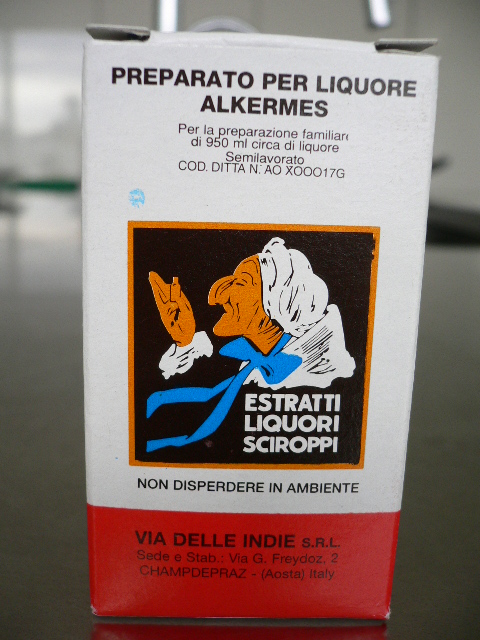 PREPARATO PER LIQUORE
ALKERMES
Per la preparazione familiare
di 950 ml circa di liquore
Semilavorato
COD. DITTA N. AO XOOO17G
ESTRATTI
LIQUORI
SCIROPPI
NON DISPERDERE IN AMBIENTE
VIA DELLE INDIE S.R.L.
Sede e Stab.: Via G. Freydoz, 2
CHAMPDEPRAZ - (Aosta) Italy